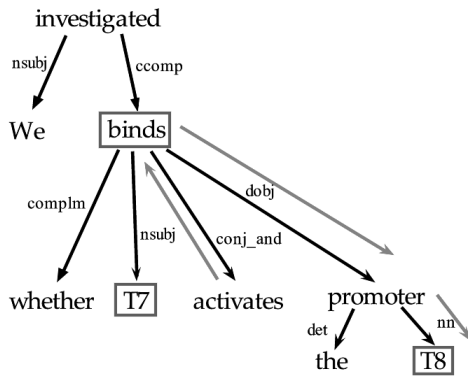 investigated
nsubj ccomp
We binds
complm nsubj conj_and dobj
whether T7 activates promoter
det nn
the T8